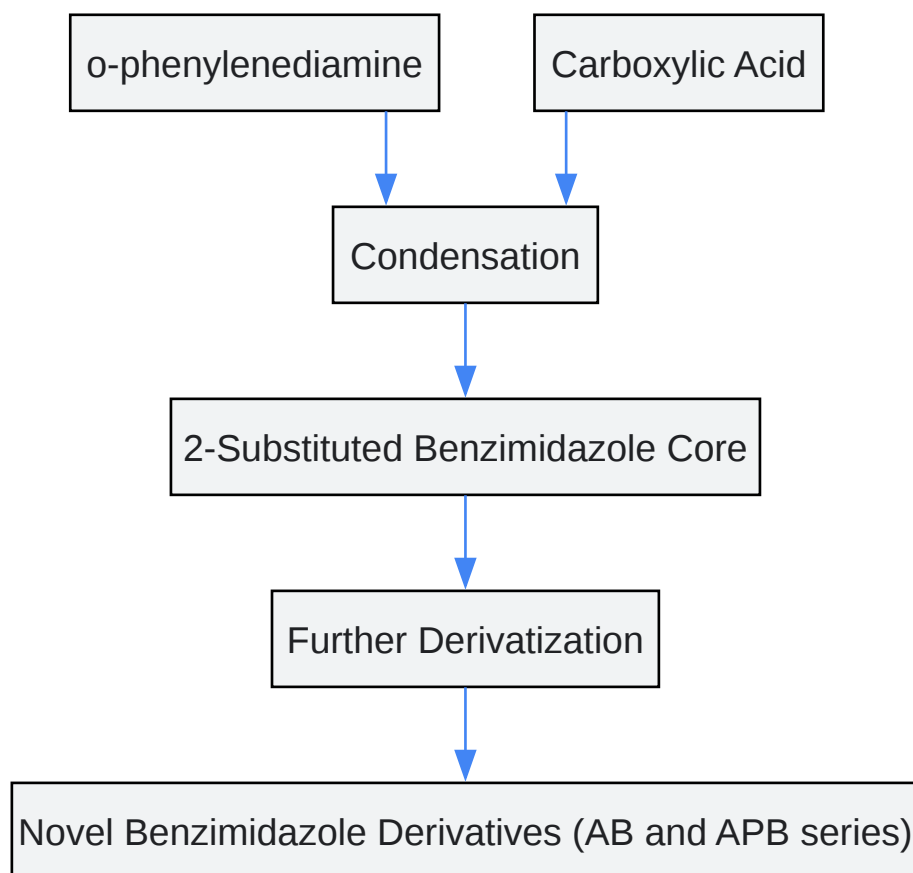 o-phenylenediamine
Carboxylic Acid
Condensation
2-Substituted Benzimidazole Core
Further Derivatization
Novel Benzimidazole Derivatives (AB and APB series)